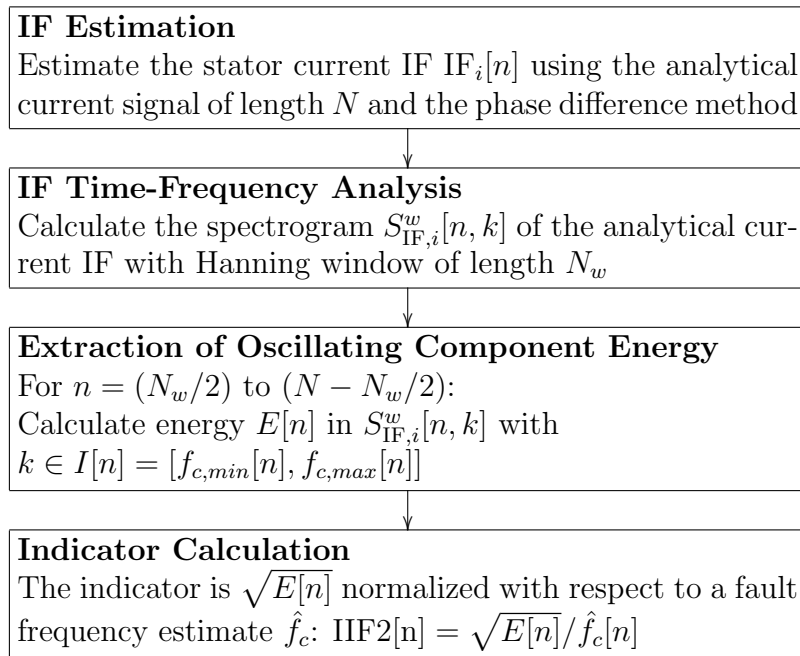 IF Estimation
Estimate the stator current IF IF_i[n] using the analytical
current signal of length N and the phase difference method
IF Time-Frequency Analysis
Calculate the spectrogram S^w_{IF,i}[n, k] of the analytical cur-
rent IF with Hanning window of length N_w
Extraction of Oscillating Component Energy
For n = (N_w/2) to (N − N_w/2):
Calculate energy E[n] in S^w_{IF,i}[n, k] with
k ∈ I[n] = [f_{c,min}[n], f_{c,max}[n]]
Indicator Calculation
The indicator is √E[n] normalized with respect to a fault
frequency estimate f̂_c: IIF2[n] = √E[n]/f̂_c[n]